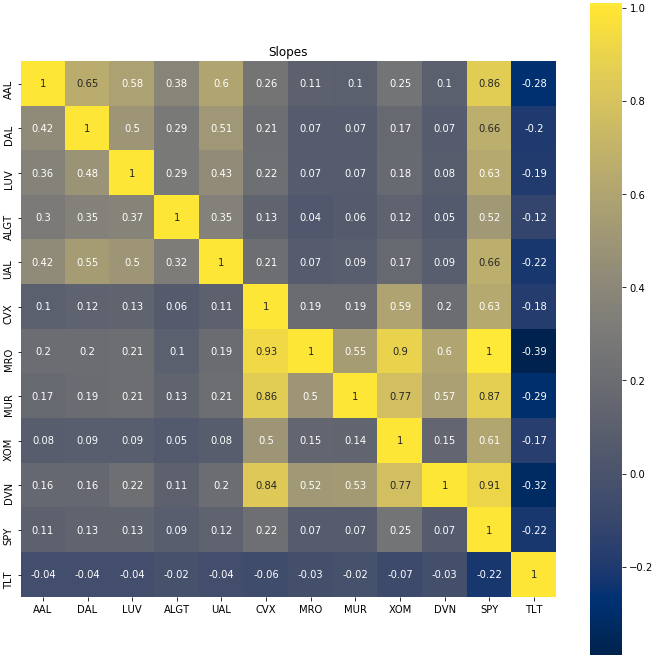 Slopes
AAL 1 0.65 0.58 0.38 0.6 0.26 0.11 0.1 0.25 0.1 0.86 -0.28
DAL 0.42 1 0.5 0.29 0.51 0.21 0.07 0.07 0.17 0.07 0.66 -0.2
LUV 0.36 0.48 1 0.29 0.43 0.22 0.07 0.07 0.18 0.08 0.63 -0.19
ALGT 0.3 0.35 0.37 1 0.35 0.13 0.04 0.06 0.12 0.05 0.52 -0.12
UAL 0.42 0.55 0.5 0.32 1 0.21 0.07 0.09 0.17 0.09 0.66 -0.22
CVX 0.1 0.12 0.13 0.06 0.11 1 0.19 0.19 0.59 0.2 0.63 -0.18
MRO 0.2 0.2 0.21 0.1 0.19 0.93 1 0.55 0.9 0.6 1 -0.39
MUR 0.17 0.19 0.21 0.13 0.21 0.86 0.5 1 0.77 0.57 0.87 -0.29
XOM 0.08 0.09 0.09 0.05 0.08 0.5 0.15 0.14 1 0.15 0.61 -0.17
DVN 0.16 0.16 0.22 0.11 0.2 0.84 0.52 0.53 0.77 1 0.91 -0.32
SPY 0.11 0.13 0.13 0.09 0.12 0.22 0.07 0.07 0.25 0.07 1 -0.22
TLT -0.04 -0.04 -0.04 -0.02 -0.04 -0.06 -0.03 -0.02 -0.07 -0.03 -0.22 1
AAL DAL LUV ALGT UAL CVX MRO MUR XOM DVN SPY TLT
1.0
0.8
0.6
0.4
0.2
0.0
−0.2